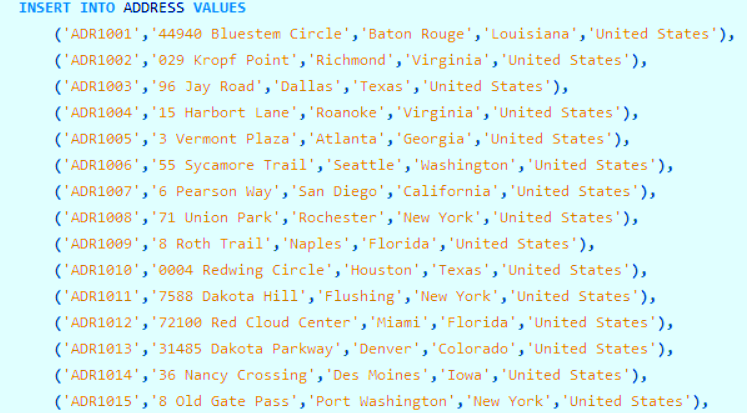 INSERT INTO ADDRESS VALUES
('ADR1001','44940 Bluestem Circle','Baton Rouge','Louisiana','United States'),
('ADR1002','029 Kropf Point','Richmond','Virginia','United States'),
('ADR1003','96 Jay Road','Dallas','Texas','United States'),
('ADR1004','15 Harbort Lane','Roanoke','Virginia','United States'),
('ADR1005','3 Vermont Plaza','Atlanta','Georgia','United States'),
('ADR1006','55 Sycamore Trail','Seattle','Washington','United States'),
('ADR1007','6 Pearson Way','San Diego','California','United States'),
('ADR1008','71 Union Park','Rochester','New York','United States'),
('ADR1009','8 Roth Trail','Naples','Florida','United States'),
('ADR1010','0004 Redwing Circle','Houston','Texas','United States'),
('ADR1011','7588 Dakota Hill','Flushing','New York','United States'),
('ADR1012','72100 Red Cloud Center','Miami','Florida','United States'),
('ADR1013','31485 Dakota Parkway','Denver','Colorado','United States'),
('ADR1014','36 Nancy Crossing','Des Moines','Iowa','United States'),
('ADR1015','8 Old Gate Pass','Port Washington','New York','United States'),